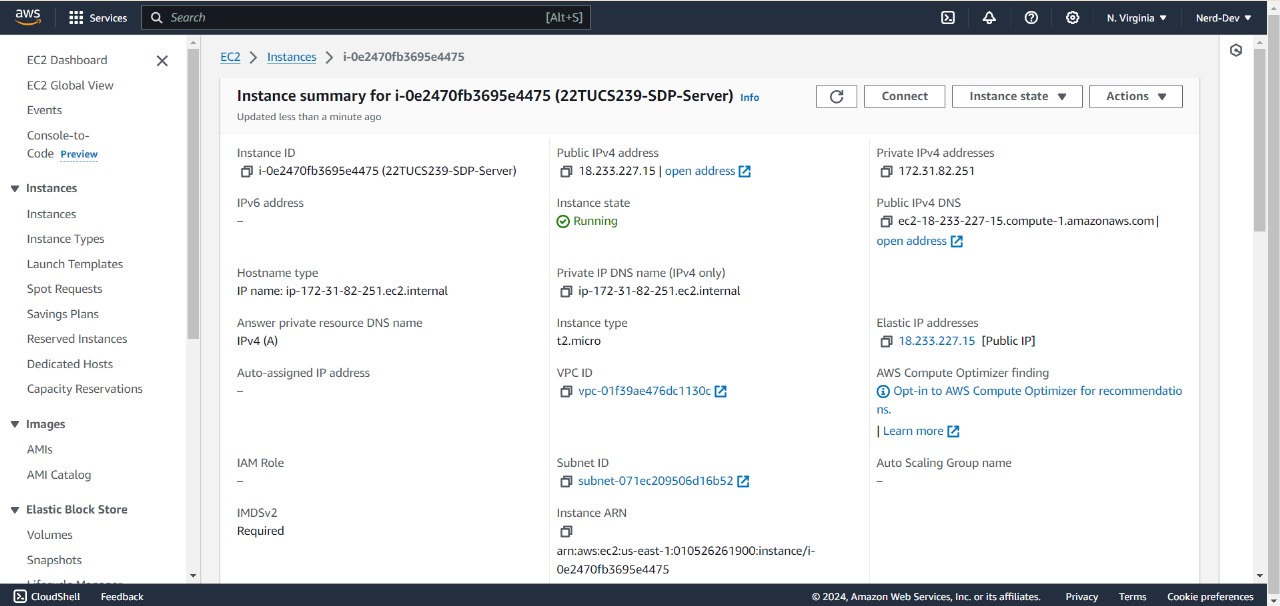 aws
Services
Search [Alt+S]
N. Virginia
Nerd-Dev
EC2 Dashboard
EC2 Global View
Events
Console-to-
Code Preview
Instances
Instances
Instance Types
Launch Templates
Spot Requests
Savings Plans
Reserved Instances
Dedicated Hosts
Capacity Reservations
Images
AMIs
AMI Catalog
Elastic Block Store
Volumes
Snapshots
Lifecycle Manager
EC2 Instances i-0e2470fb3695e4475
Instance summary for i-0e2470fb3695e4475 (22TUCS239-SDP-Server) Info
Updated less than a minute ago
Connect
Instance state
Actions
Instance ID
i-0e2470fb3695e4475 (22TUCS239-SDP-Server)
Public IPv4 address
18.233.227.15 | open address
Private IPv4 addresses
172.31.82.251
IPv6 address
–
Instance state
Running
Public IPv4 DNS
ec2-18-233-227-15.compute-1.amazonaws.com |
open address
Hostname type
IP name: ip-172-31-82-251.ec2.internal
Private IP DNS name (IPv4 only)
ip-172-31-82-251.ec2.internal
Answer private resource DNS name
IPv4 (A)
Instance type
t2.micro
Elastic IP addresses
18.233.227.15 [Public IP]
Auto-assigned IP address
–
VPC ID
vpc-01f39ae476dc1130c
AWS Compute Optimizer finding
Opt-in to AWS Compute Optimizer for recommendatio
ns.
| Learn more
IAM Role
–
Subnet ID
subnet-071ec209506d16b52
Auto Scaling Group name
–
IMDSv2
Required
Instance ARN
arn:aws:ec2:us-east-1:010526261900:instance/i-
0e2470fb3695e4475
CloudShell
Feedback
© 2024, Amazon Web Services, Inc. or its affiliates.
Privacy
Terms
Cookie preferences